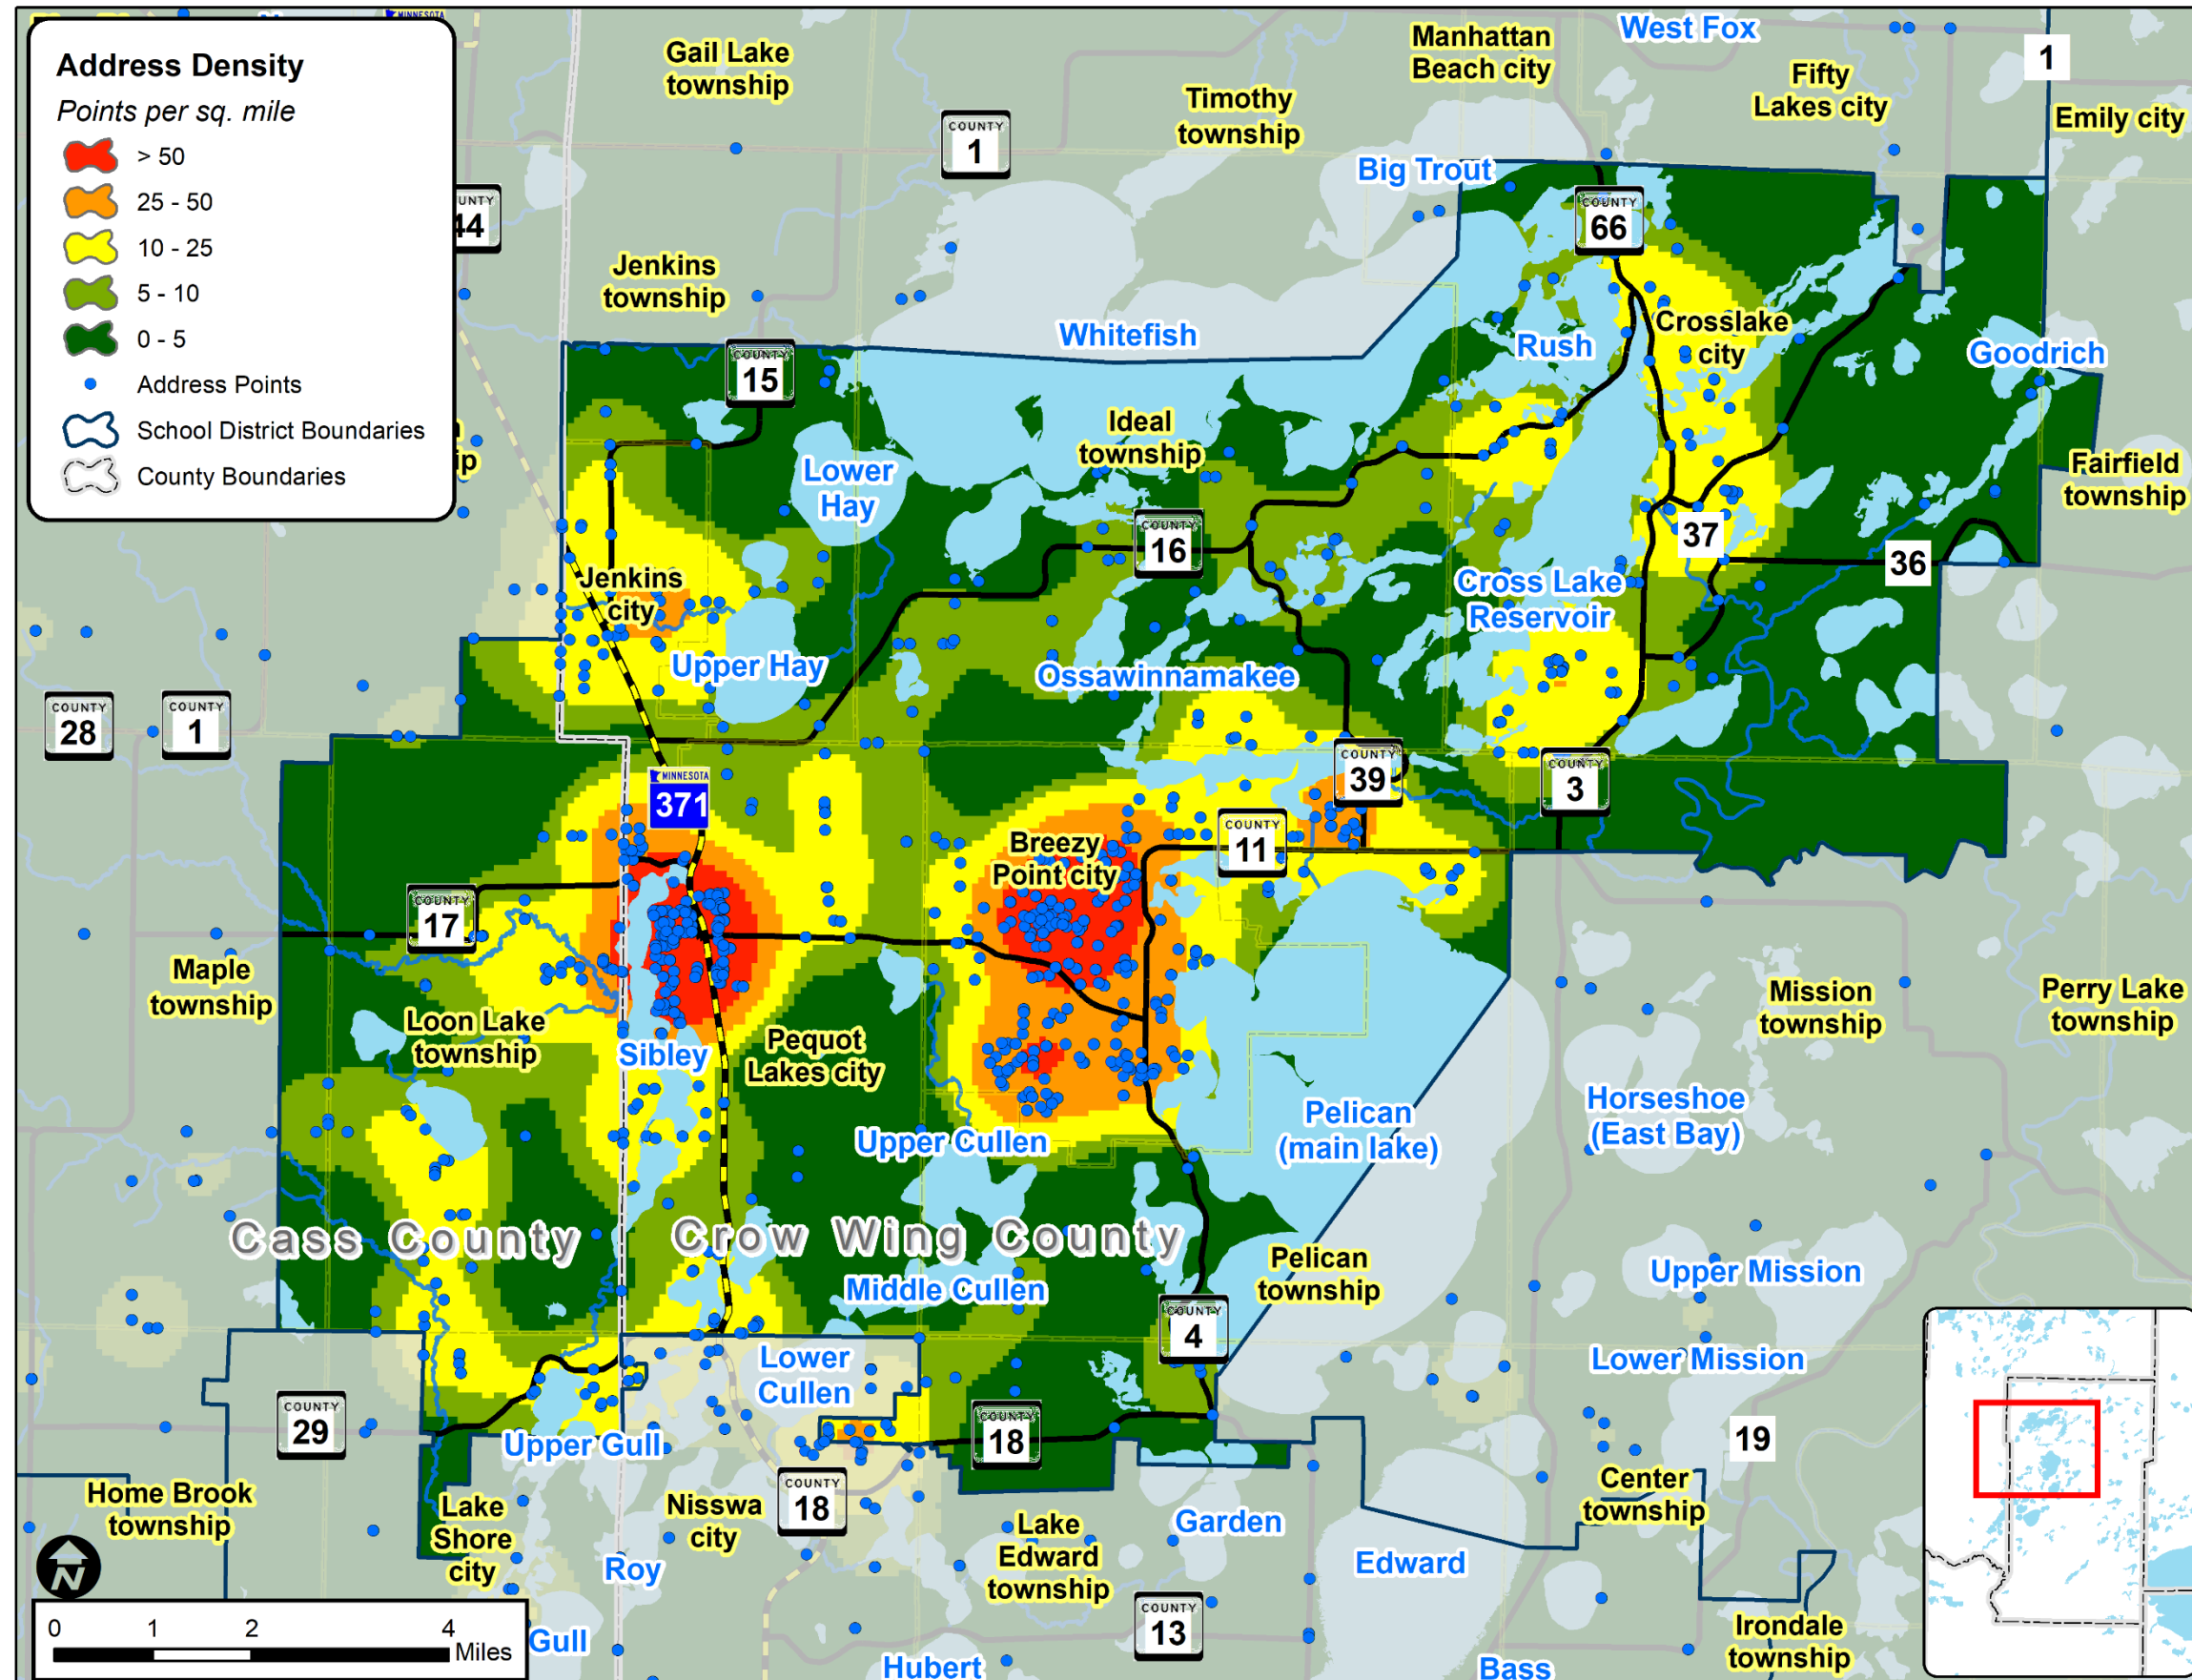 MINNESOTA
Address Density
Points per sq. mile
> 50
25 - 50
10 - 25
5 - 10
0 - 5
Address Points
School District Boundaries
County Boundaries
Gail Lake
township
Manhattan
Beach city
West Fox
1
Fifty
Lakes city
Emily city
Timothy
township
COUNTY
1
Big Trout
COUNTY
66
UNTY
44
Jenkins
township
Whitefish
Rush
Crosslake
city
Goodrich
COUNTY
15
Ideal
township
Lower
Hay
Fairfield
township
COUNTY
16
37
36
Jenkins
city
Cross Lake
Reservoir
Upper Hay
Ossawinnamakee
COUNTY
28
COUNTY
1
MINNESOTA
371
COUNTY
39
COUNTY
3
Breezy
Point city
COUNTY
11
COUNTY
17
Maple
township
Loon Lake
township
Sibley
Pequot
Lakes city
Mission
township
Perry Lake
township
Upper Cullen
Pelican
(main lake)
Horseshoe
(East Bay)
Cass County
Crow Wing County
Middle Cullen
Pelican
township
Upper Mission
COUNTY
4
Lower
Cullen
Lower Mission
COUNTY
29
Upper Gull
COUNTY
18
19
Home Brook
township
Lake
Shore
city
Nisswa
city
COUNTY
18
Lake
Edward
township
Garden
Center
township
Roy
Edward
N
0 1 2 4
Miles
Gull
COUNTY
13
Irondale
township
Hubert
Bass